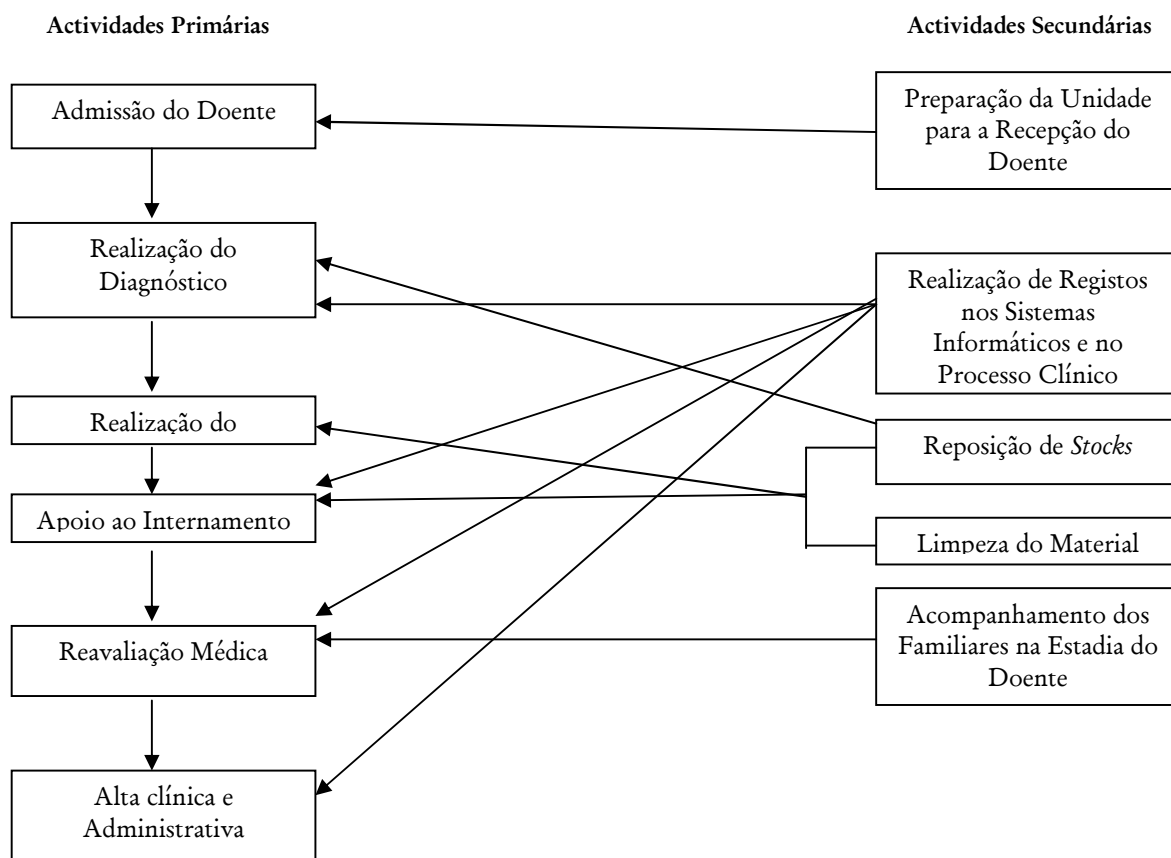 Actividades Primárias
Actividades Secundárias
Admissão do Doente
Preparação da Unidade
para a Recepção do
Doente
Realização do
Diagnóstico
Realização de Registos
nos Sistemas
Informáticos e no
Processo Clínico
Realização do
Reposição de Stocks
Apoio ao Internamento
Limpeza do Material
Acompanhamento dos
Familiares na Estadia do
Doente
Reavaliação Médica
Alta clínica e
Administrativa